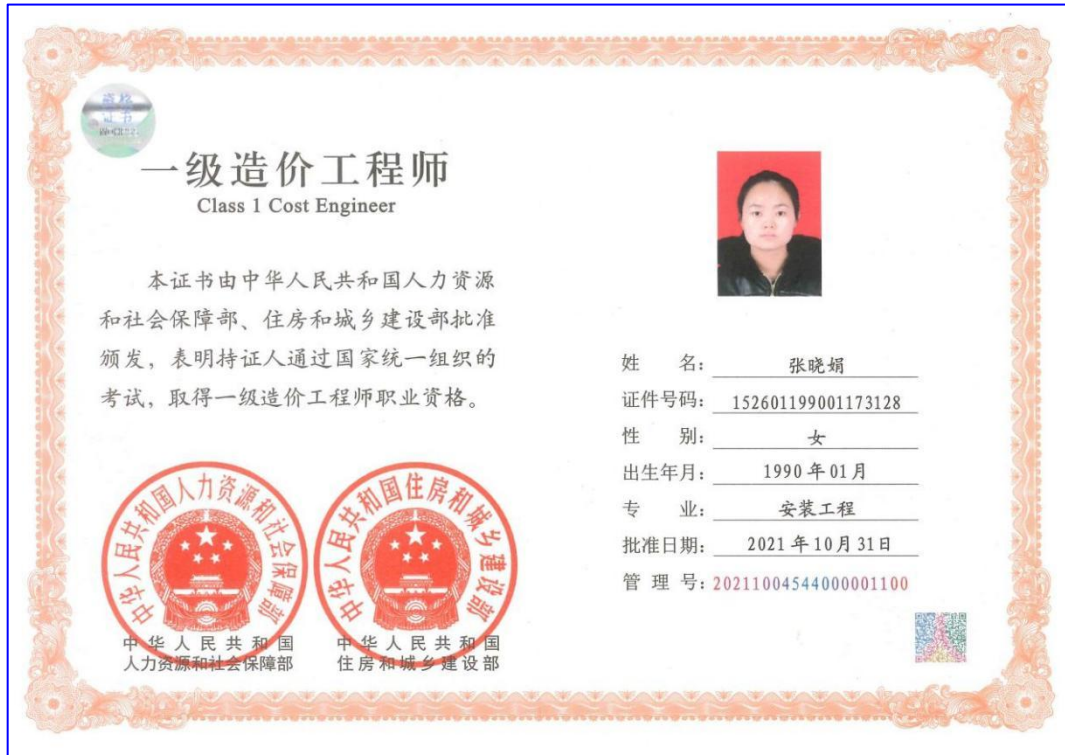 资格
证书
一级造价工程师
Class 1 Cost Engineer
本证书由中华人民共和国人力资源
和社会保障部、住房和城乡建设部批准
颁发，表明持证人通过国家统一组织的
考试，取得一级造价工程师职业资格。
中华人民共和国人力资源和社会保障部
中华人民共和国住房和城乡建设部
中华人民共和国
人力资源和社会保障部
中华人民共和国
住房和城乡建设部
姓 名：张晓娟
证件号码：152601199001173128
性 别：女
出生年月：1990年01月
专 业：安装工程
批准日期：2021年10月31日
管 理 号：20211004544000001100